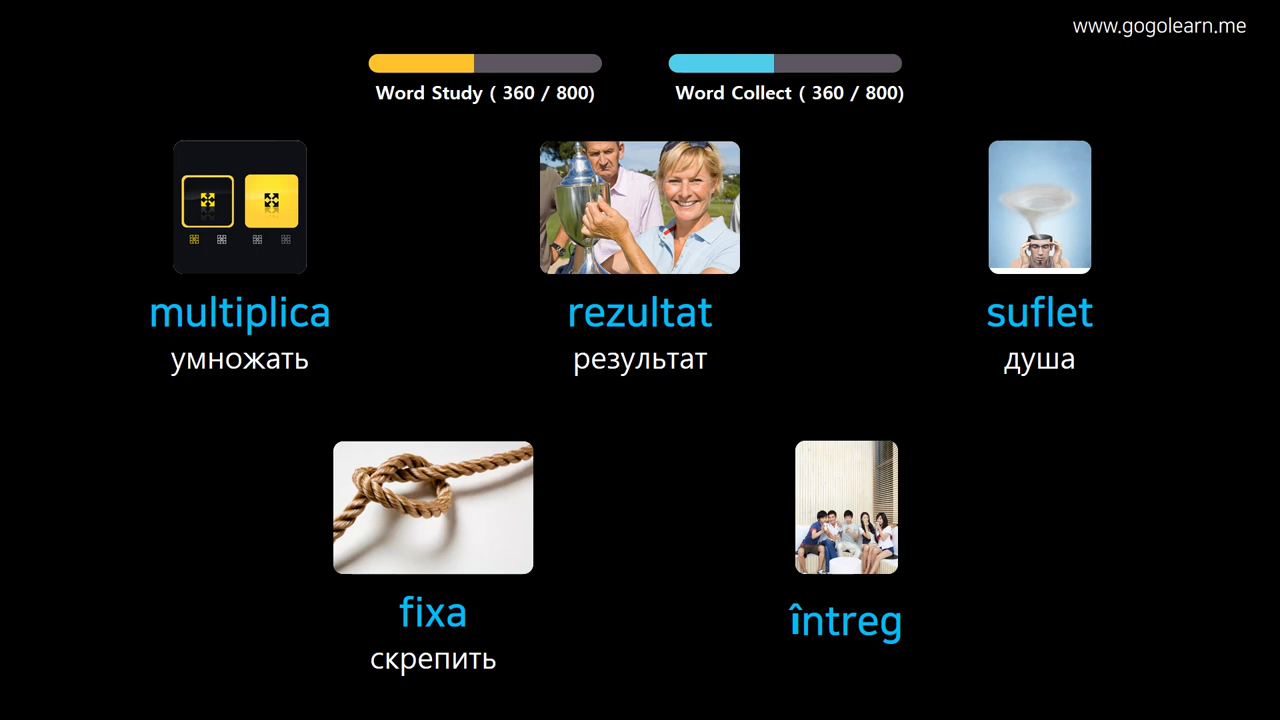 www.gogolearn.me
Word Study ( 360 / 800)
Word Collect ( 360 / 800)
multiplica
умножать
rezultat
результат
suflet
душа
fixa
скрепить
întreg